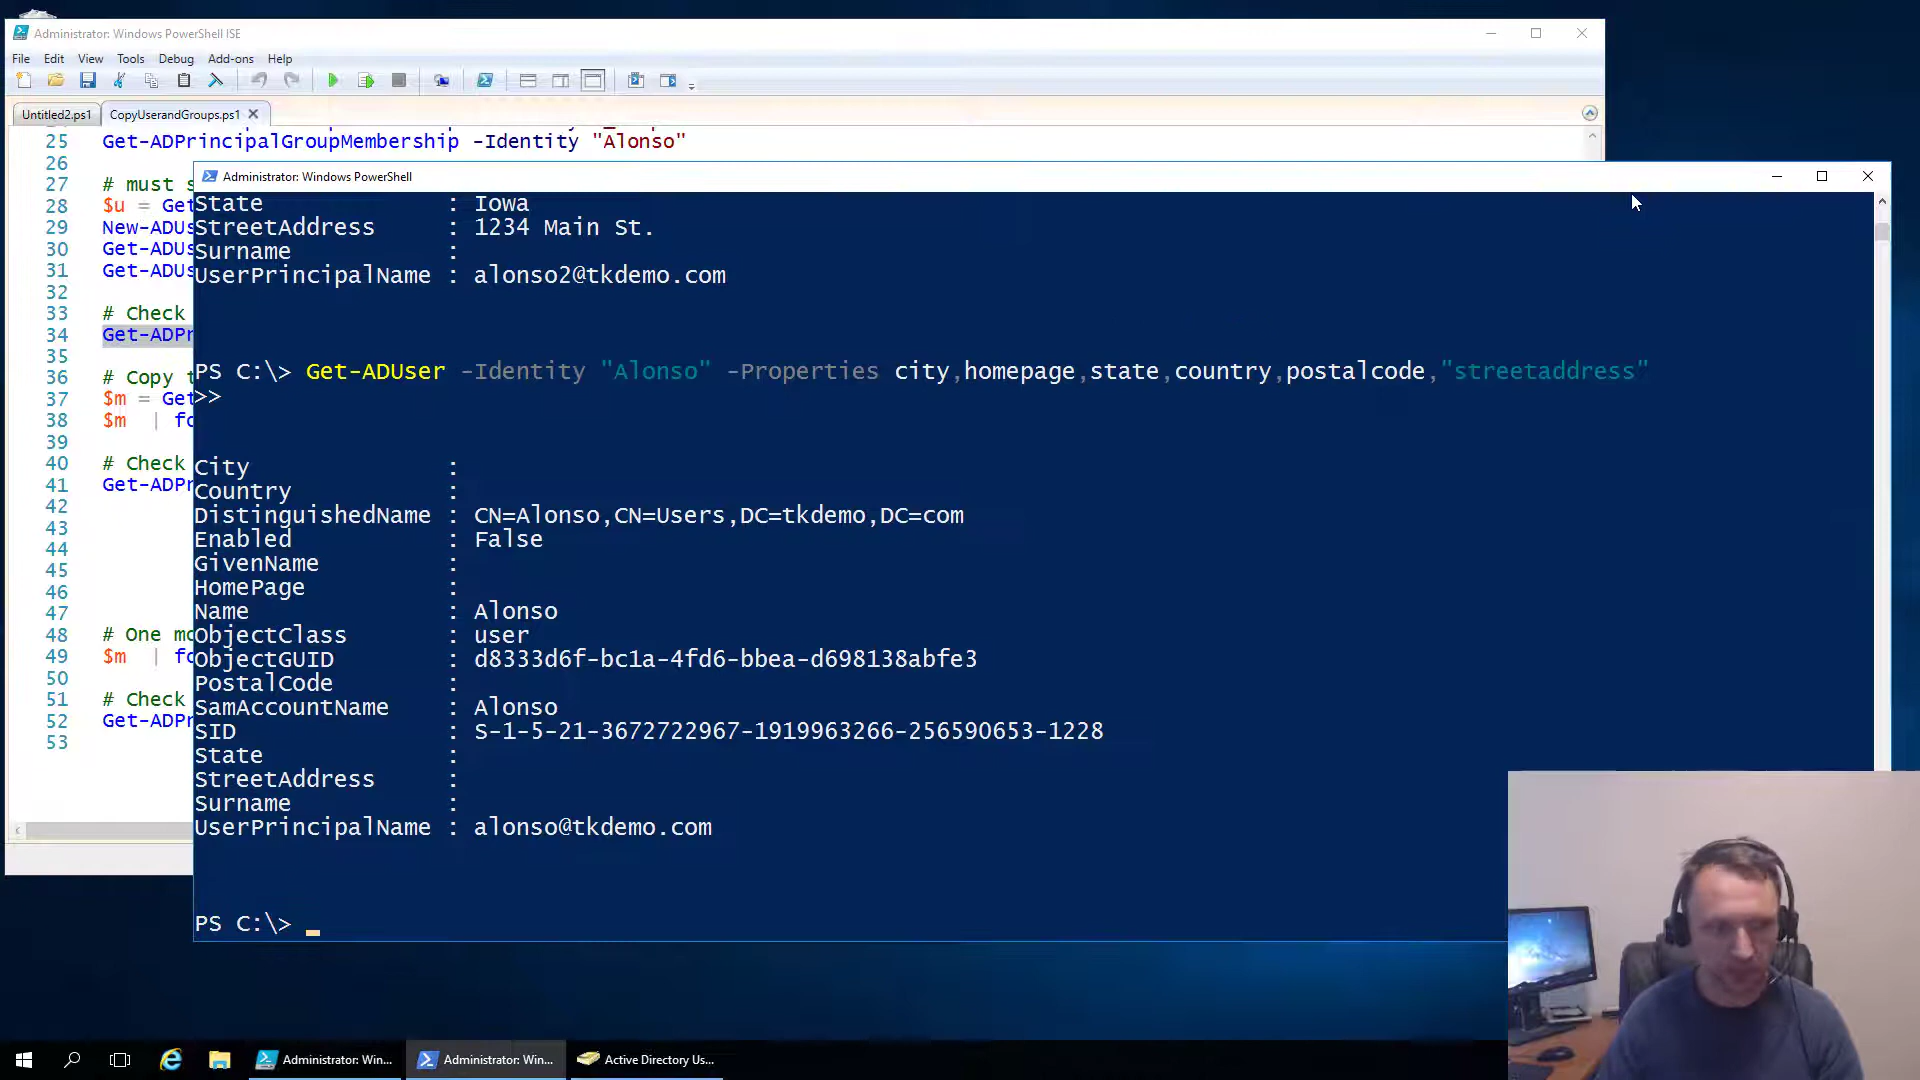 Administrator: Windows PowerShell ISE
File Edit View Tools Debug Add-ons Help
Untitled2.ps1 CopyUserandGroups.ps1
25 Get-ADPrincipalGroupMembership -Identity "Alonso"
26
27 # must s
28 $u = Get
29 New-ADUs
30 Get-ADUs
31 Get-ADUs
32
33 # Check
34 Get-ADPr
35
36 # Copy t
37 $m = Get
38 $m | fo
39
40 # Check
41 Get-ADPr
42
43
44
45
46
47
48 # One mo
49 $m | fo
50
51 # Check
52 Get-ADPr
53
Administrator: Windows PowerShell
State : Iowa
StreetAddress : 1234 Main St.
Surname :
UserPrincipalName : alonso2@tkdemo.com
PS C:\> Get-ADUser -Identity "Alonso" -Properties city,homepage,state,country,postalcode,"streetaddress"
>>
City :
Country :
DistinguishedName : CN=Alonso,CN=Users,DC=tkdemo,DC=com
Enabled : False
GivenName :
HomePage :
Name : Alonso
ObjectClass : user
ObjectGUID : d8333d6f-bc1a-4fd6-bbea-d698138abfe3
PostalCode :
SamAccountName : Alonso
SID : S-1-5-21-3672722967-1919963266-256590653-1228
State :
StreetAddress :
Surname :
UserPrincipalName : alonso@tkdemo.com
PS C:\> _
Administrator: Win... Administrator: Win... Active Directory Us...